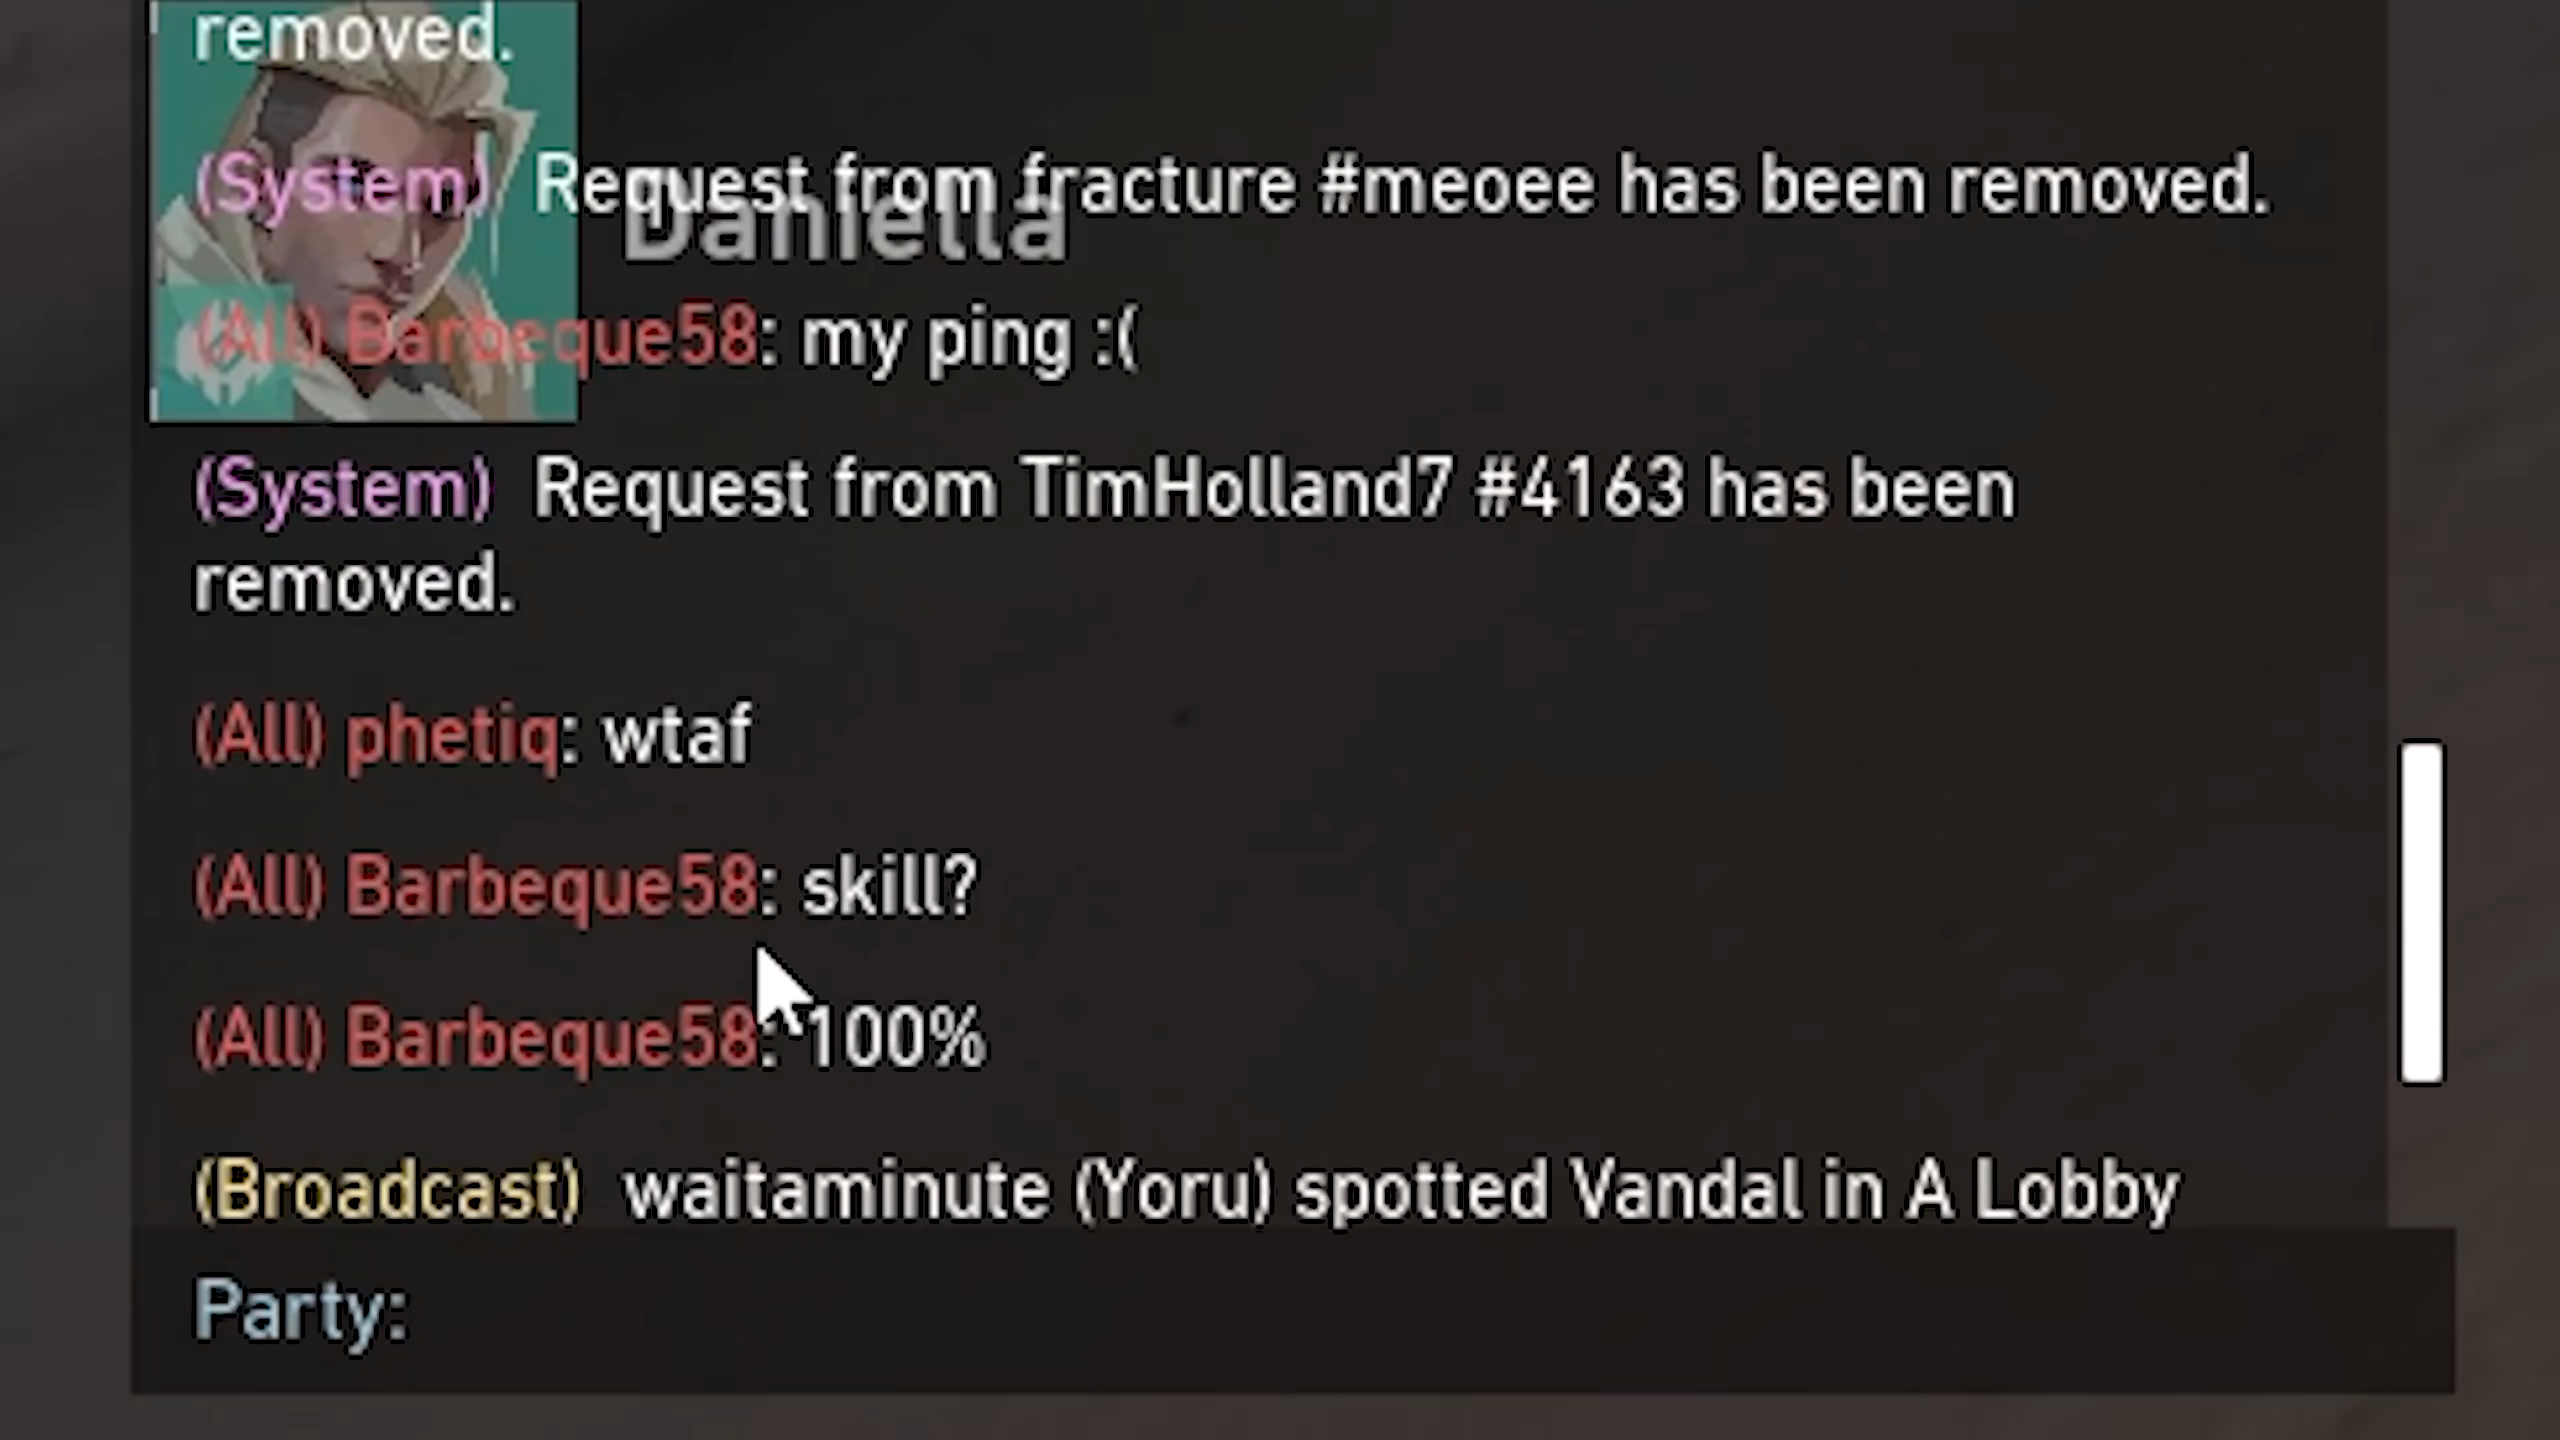 removed.
(System) Request from fracture #meoee has been removed.
Daniella
(All) Barbeque58: my ping :(
(System) Request from TimHolland7 #4163 has been
removed.
(All) phetiq: wtaf
(All) Barbeque58: skill?
(All) Barbeque58: 100%
(Broadcast) waitaminute (Yoru) spotted Vandal in A Lobby
Party: